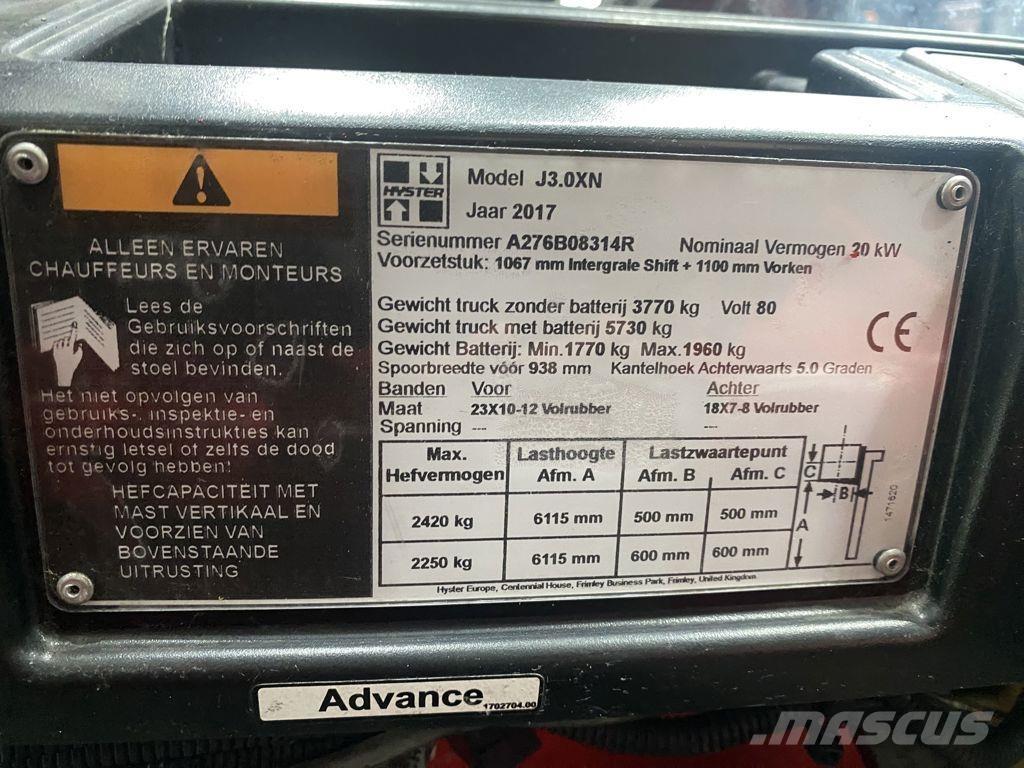 ALLEEN ERVAREN
CHAUFFEURS EN MONTEURS
Lees de
Gebruiksvoorschriften
die zich op of naast de
stoel bevinden.
Het niet opvolgen van
gebruiks-, inspektie- en
onderhoudsinstrukties kan
ernstig letsel of zelfs de dood
tot gevolg hebben!
HEFCAPACITEIT MET
MAST VERTIKAAL EN
VOORZIEN VAN
BOVENSTAANDE
UITRUSTING
HYSTER
Model J3.0XN
Jaar 2017
Serienummer A276B08314R Nominaal Vermogen 20 kW
Voorzetstuk: 1067 mm Intergrale Shift + 1100 mm Vorken
Gewicht truck zonder batterij 3770 kg Volt 80
Gewicht truck met batterij 5730 kg
Gewicht Batterij: Min.1770 kg Max.1960 kg
CE
Spoorbreedte vóór 938 mm Kantelhoek Achterwaarts 5.0 Graden
Banden Voor Achter
Maat 23X10-12 Volrubber 18X7-8 Volrubber
Spanning --- ---
Max. Lasthoogte Lastzwaartepunt
Hefvermogen Afm. A Afm. B Afm. C
2420 kg 6115 mm 500 mm 500 mm
2250 kg 6115 mm 600 mm 600 mm
C
B
A
1471620
Hyster Europe, Centennial House, Frimley Business Park, Frimley, United Kingdom
Advance 1702704.00
MASCUS